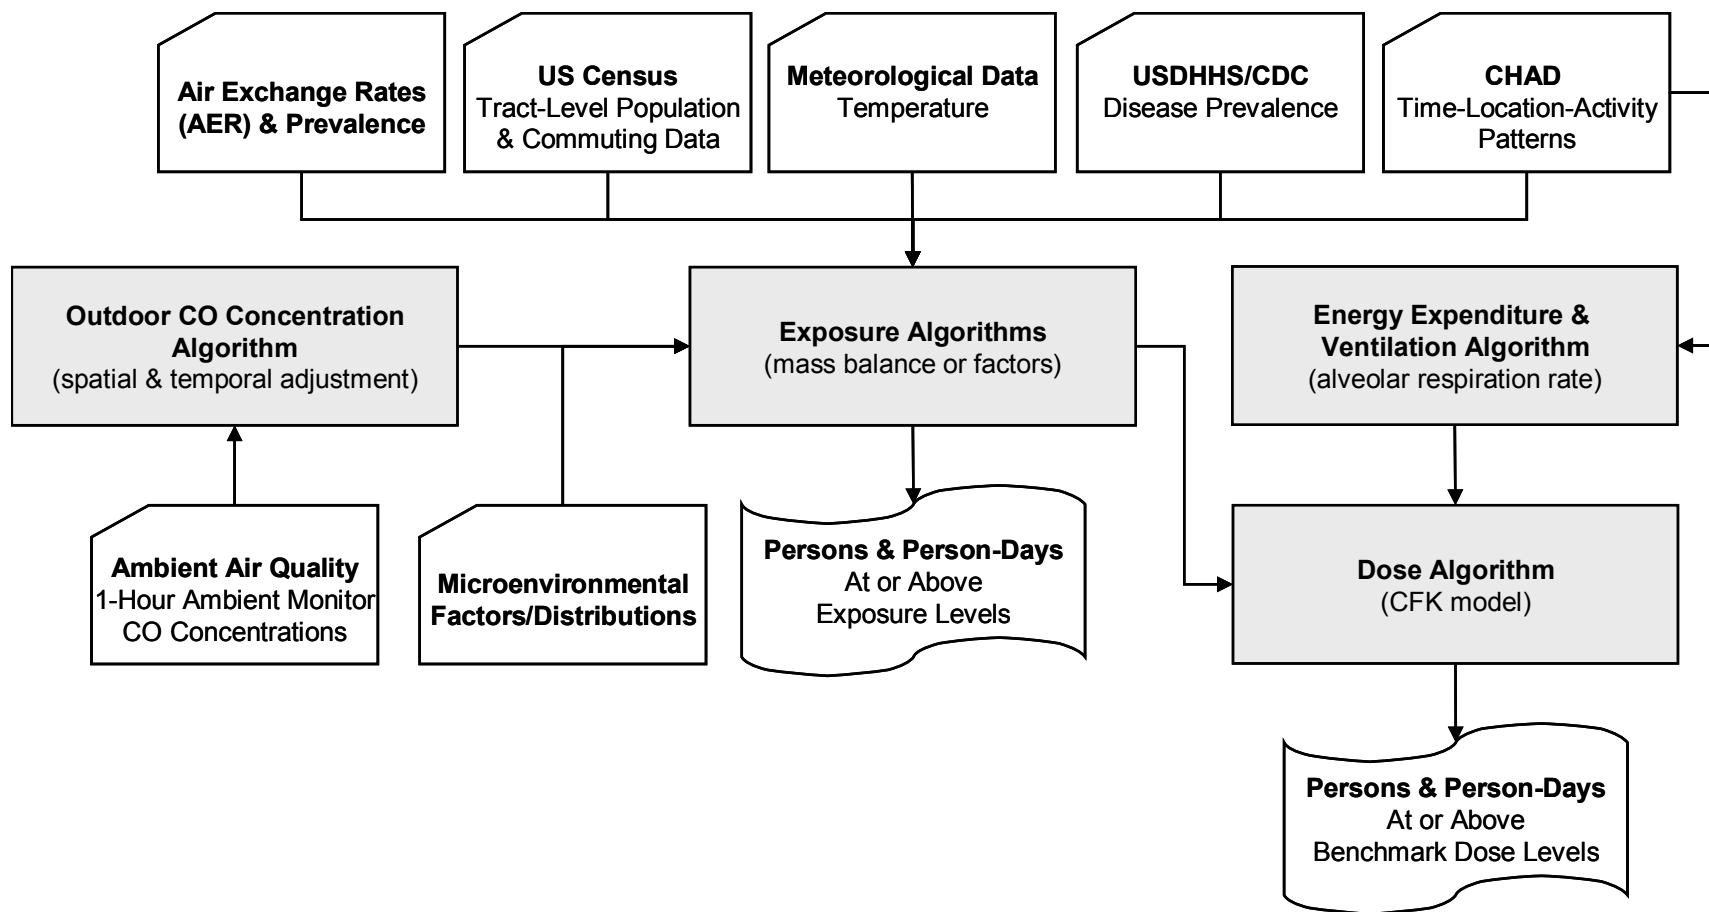 Air Exchange Rates
(AER) & Prevalence
US Census
Tract-Level Population
& Commuting Data
Meteorological Data
Temperature
USDHHS/CDC
Disease Prevalence
CHAD
Time-Location-Activity
Patterns
Outdoor CO Concentration
Algorithm
(spatial & temporal adjustment)
Exposure Algorithms
(mass balance or factors)
Energy Expenditure &
Ventilation Algorithm
(alveolar respiration rate)
Ambient Air Quality
1-Hour Ambient Monitor
CO Concentrations
Microenvironmental
Factors/Distributions
Persons & Person-Days
At or Above
Exposure Levels
Dose Algorithm
(CFK model)
Persons & Person-Days
At or Above
Benchmark Dose Levels